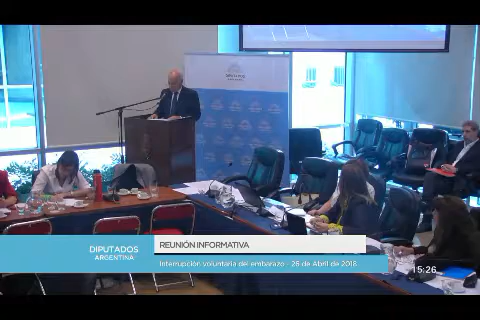 DIPUTADOS
ARGENTINA
REUNIÓN INFORMATIVA
Interrupción voluntaria del embarazo - 26 de Abril de 2018
15:26